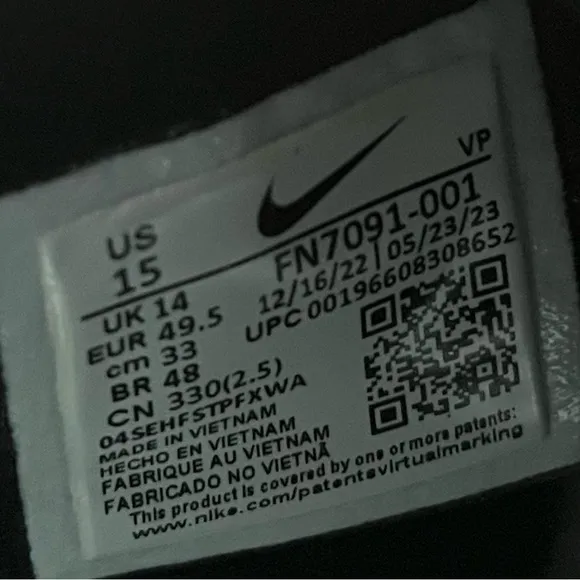 VP
US
15
FN7091-001
UK 14
12/16/22 | 05/23/23
EUR 49.5
UPC 00196608308652
cm 33
BR 48
CN 330(2.5)
04SEHFSTPFXWA
MADE IN VIETNAM
HECHO EN VIETNAM
FABRIQUE AU VIETNAM
FABRICADO NO VIETNÃ
This product is covered by one or more patents:
www.nike.com/patentsvirtualmarking